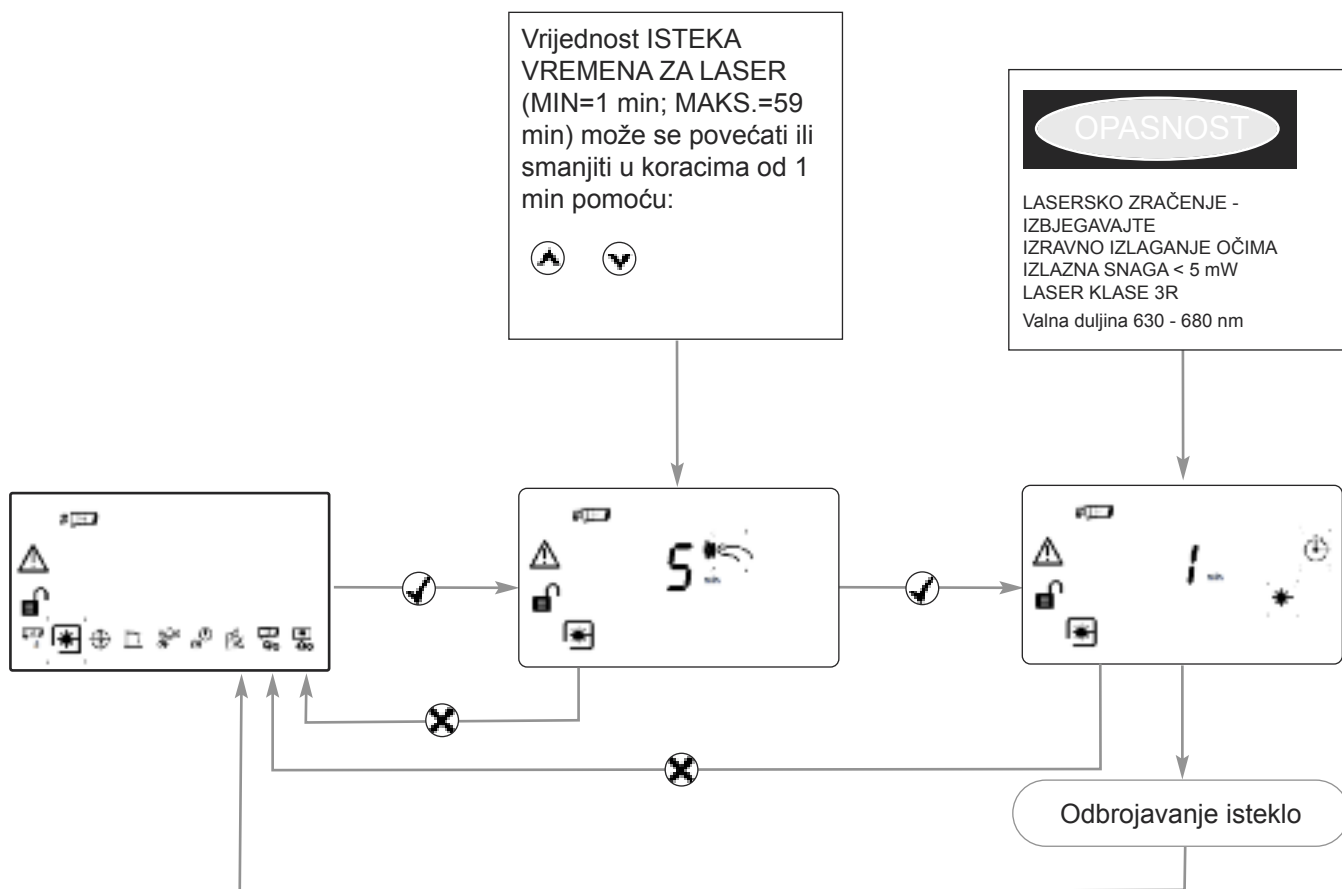 Vrijednost ISTEKA
VREMENA ZA LASER
(MIN=1 min; MAKS.=59
min) može se povećati ili
smanjiti u koracima od 1
min pomoću:
OPASNOST
LASERSKO ZRAČENJE -
IZBJEGAVAJTE
IZRAVNO IZLAGANJE OČIMA
IZLAZNA SNAGA < 5 mW
LASER KLASE 3R
Valna duljina 630 - 680 nm
5 min
1 min
Odbrojavanje isteklo